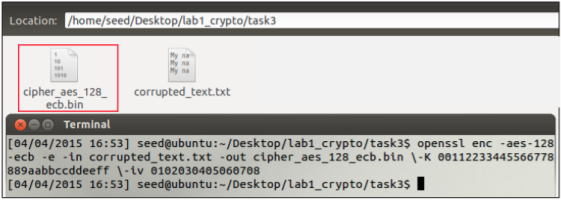 Location: /home/seed/Desktop/lab1_crypto/task3
1
10
101
1010
My na
My na
My na
cipher_aes_128_
ecb.bin
corrupted_text.txt
Terminal
[04/04/2015 16:53] seed@ubuntu:~/Desktop/lab1_crypto/task3$ openssl enc -aes-128
-ecb -e -in corrupted_text.txt -out cipher_aes_128_ecb.bin \-K 00112233445566778
889aabbccddeeff \-iv 0102030405060708
[04/04/2015 16:53] seed@ubuntu:~/Desktop/lab1_crypto/task3$